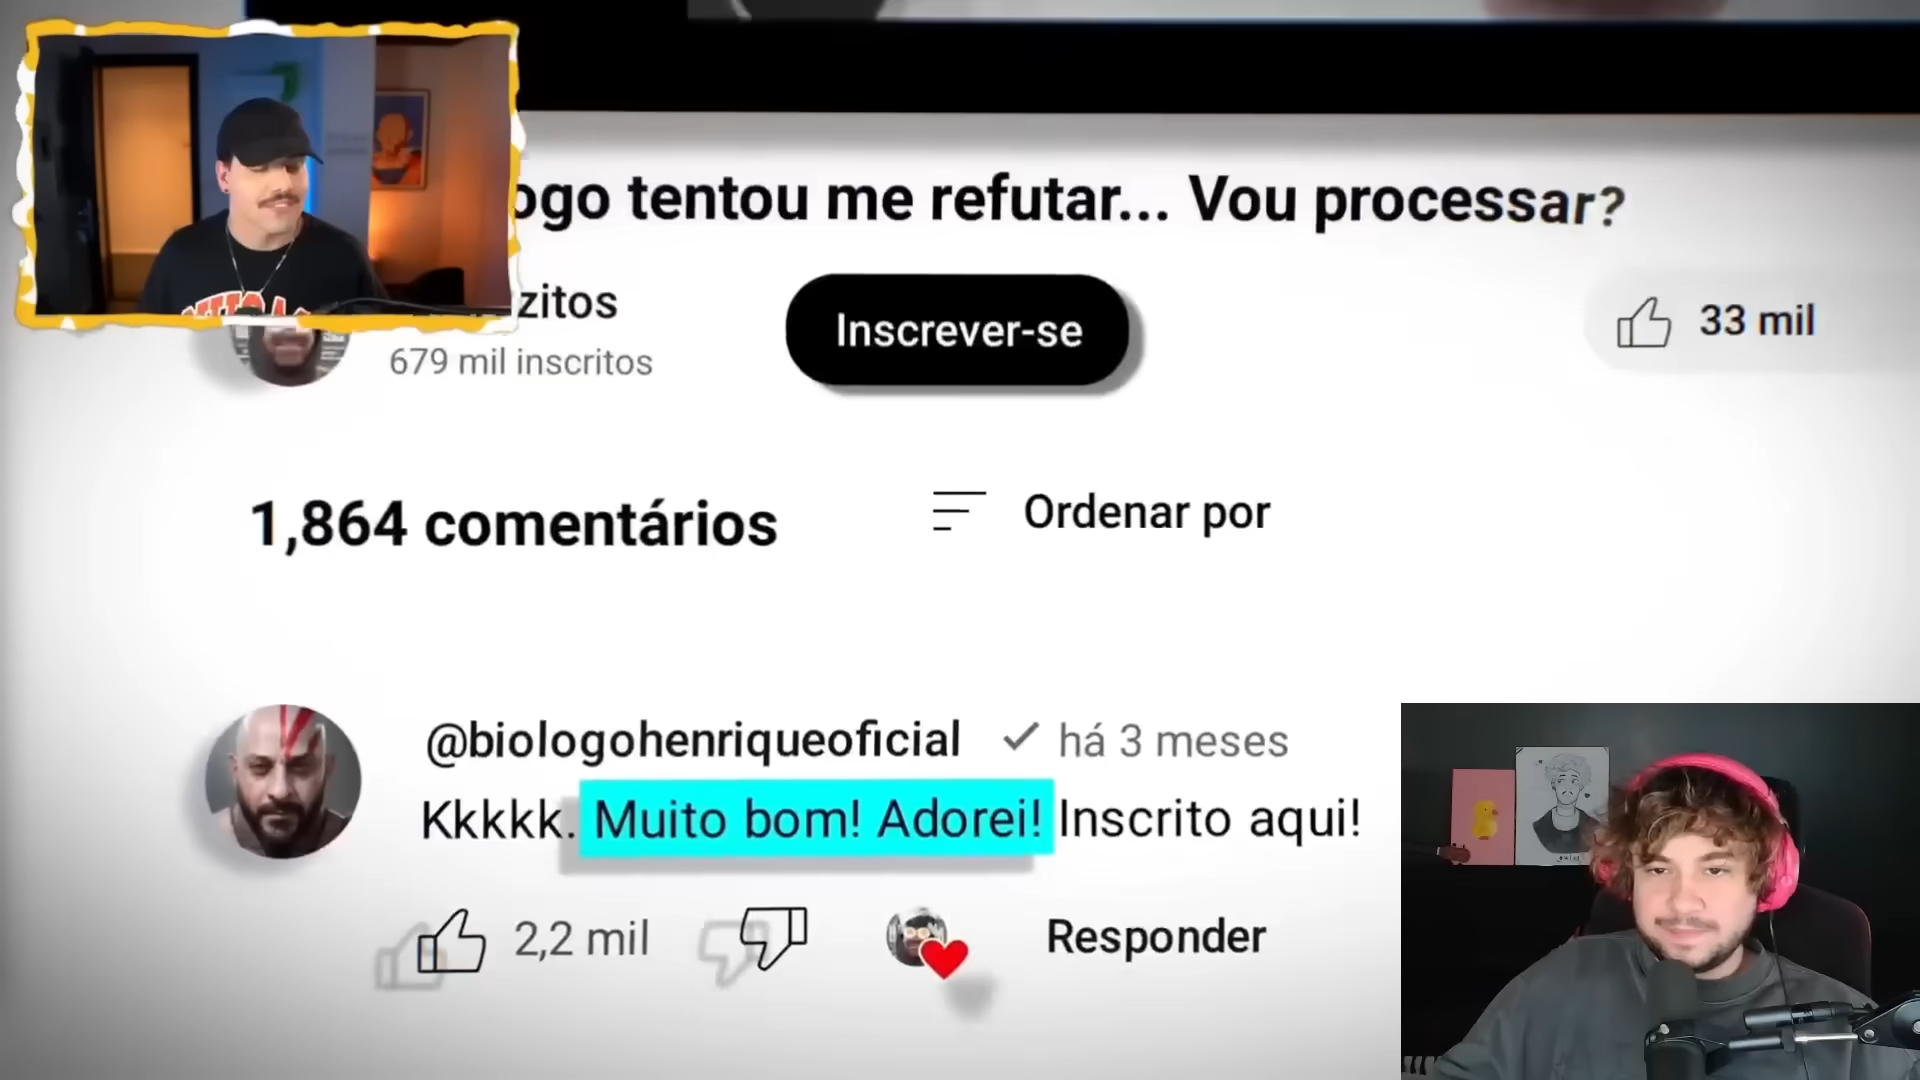 ogo tentou me refutar... Vou processar?
zitos
679 mil inscritos
Inscrever-se
33 mil
1,864 comentários
Ordenar por
@biologohenriqueoficial há 3 meses
Kkkkk. Muito bom! Adorei! Inscrito aqui!
2,2 mil
Responder